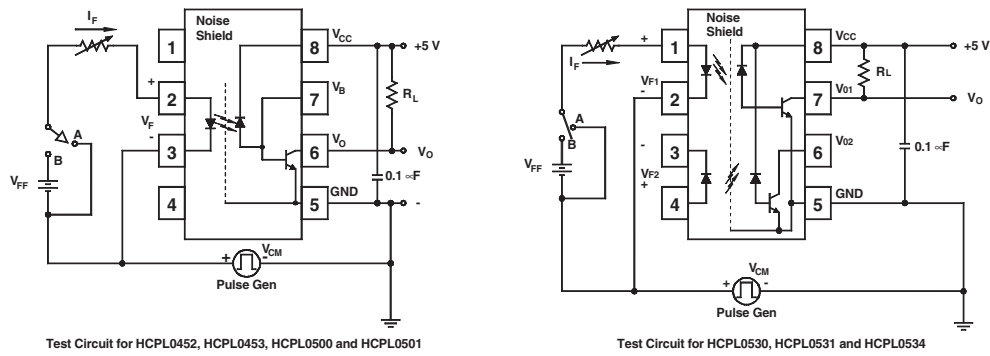 I_F
Noise
Shield
1
8
V_CC
+5 V
+
2
7
V_B
R_L
V_F
A
-
3
6
V_O
V_O
B
V_FF
0.1 ∝F
4
5
GND
-
+
V_CM
-
Pulse Gen
Test Circuit for HCPL0452, HCPL0453, HCPL0500 and HCPL0501
Noise
Shield
+
1
8
V_CC
+5 V
I_F
V_F1
R_L
-
2
7
V_01
V_O
A
B
-
3
6
V_02
0.1 ∝F
V_FF
V_F2
+
4
5
GND
V_CM
+
-
Pulse Gen
Test Circuit for HCPL0530, HCPL0531 and HCPL0534